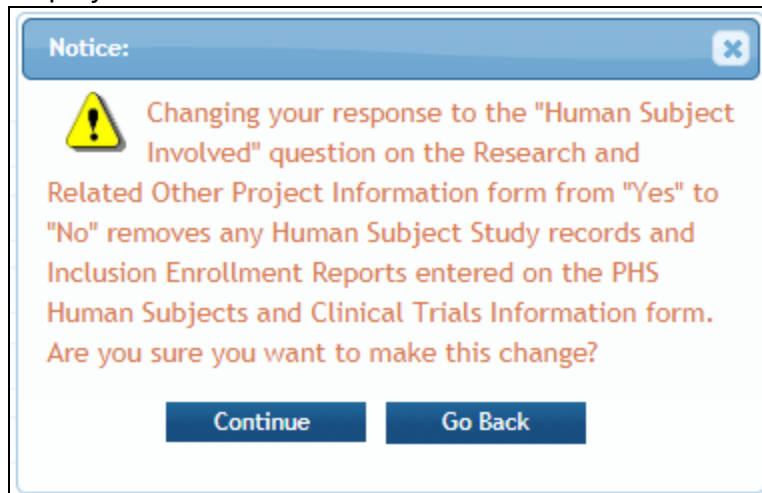 Notice:
Changing your response to the "Human Subject
Involved" question on the Research and
Related Other Project Information form from "Yes" to
"No" removes any Human Subject Study records and
Inclusion Enrollment Reports entered on the PHS
Human Subjects and Clinical Trials Information form.
Are you sure you want to make this change?
Continue Go Back